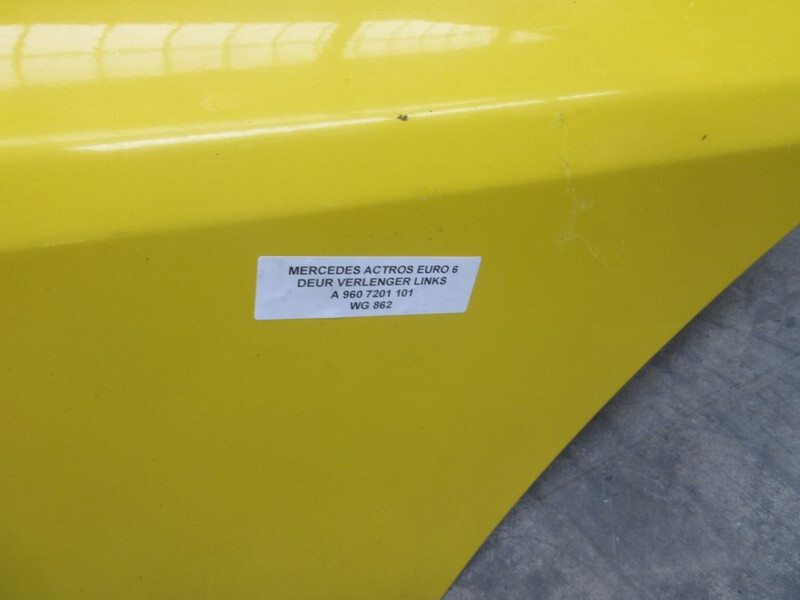 MERCEDES ACTROS EURO 6
DEUR VERLENGER LINKS
A 960 7201 101
WG 862